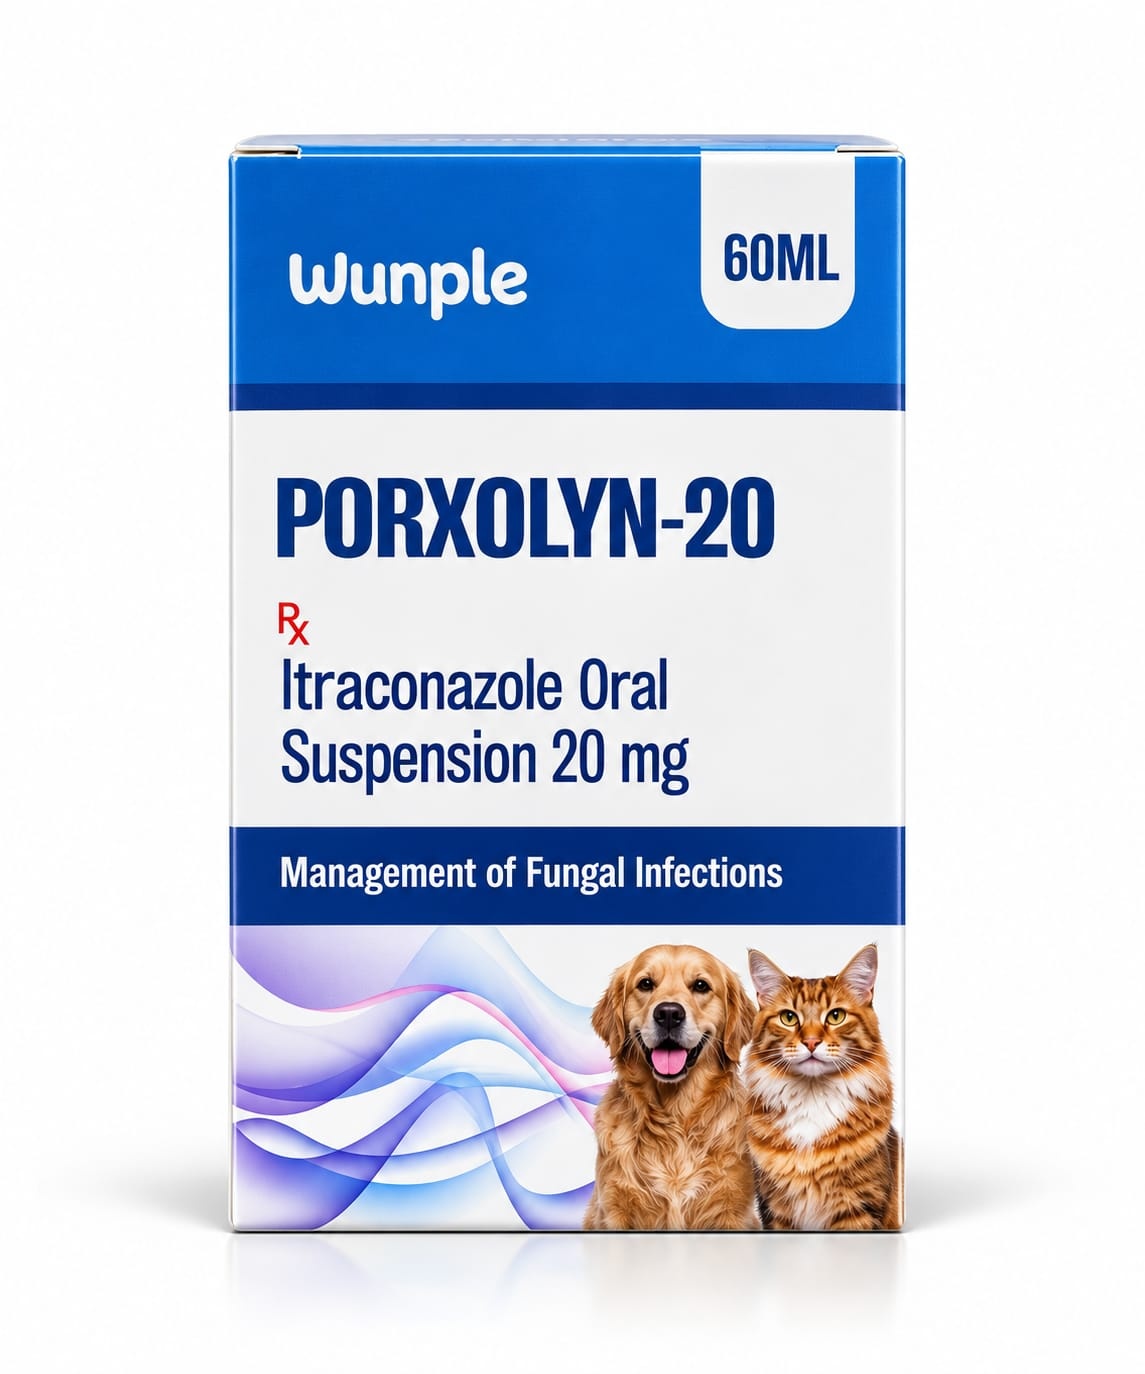 Wunple
60ML
PORXOLYN-20
Rx
Itraconazole Oral
Suspension 20 mg
Management of Fungal Infections